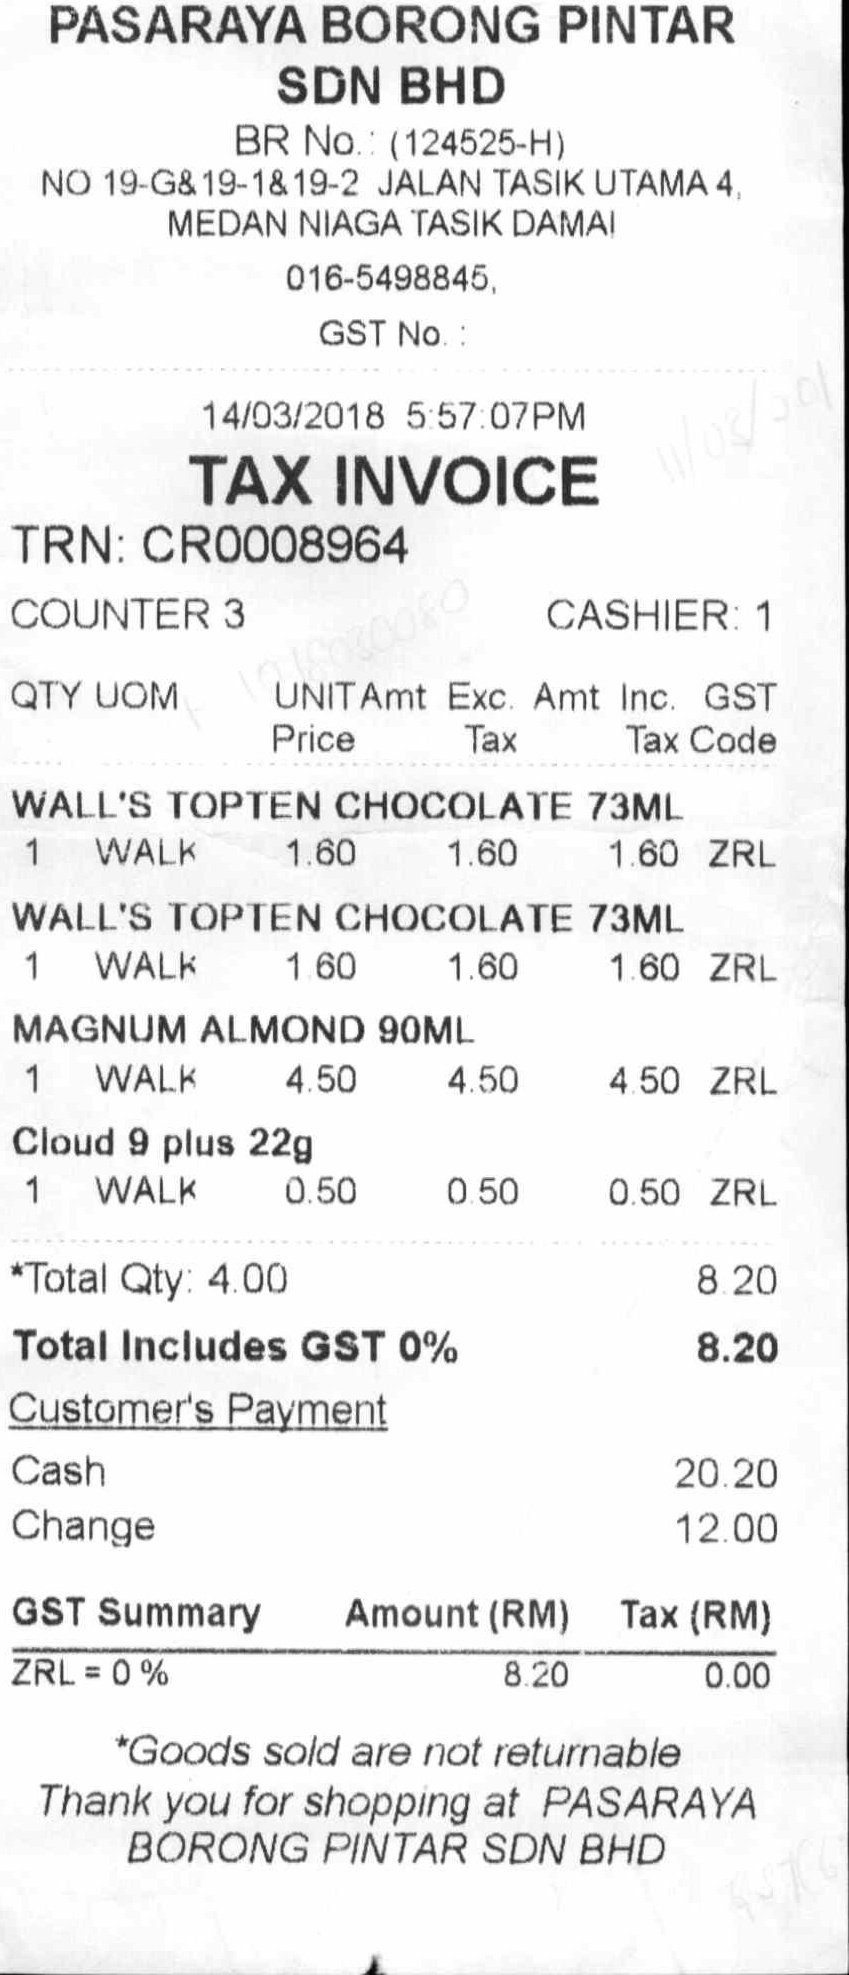 PASARAYA BORONG PINTAR
SDN BHD
BR No.: (124525-H)
NO 19-G&19-1&19-2 JALAN TASIK UTAMA 4,
MEDAN NIAGA TASIK DAMAI
016-5498845,
GST No. :
14/03/2018 5:57:07PM
TAX INVOICE
TRN: CR0008964
COUNTER 3 CASHIER: 1
QTY UOM UNIT Amt Exc. Amt Inc. GST
Price Tax Tax Code
WALL'S TOPTEN CHOCOLATE 73ML
1 WALK 1.60 1.60 1.60 ZRL
WALL'S TOPTEN CHOCOLATE 73ML
1 WALK 1.60 1.60 1.60 ZRL
MAGNUM ALMOND 90ML
1 WALK 4.50 4.50 4.50 ZRL
Cloud 9 plus 22g
1 WALK 0.50 0.50 0.50 ZRL
*Total Qty: 4.00 8.20
Total Includes GST 0% 8.20
Customer's Payment
Cash 20.20
Change 12.00
GST Summary Amount (RM) Tax (RM)
ZRL = 0 % 8.20 0.00
*Goods sold are not returnable
Thank you for shopping at PASARAYA
BORONG PINTAR SDN BHD